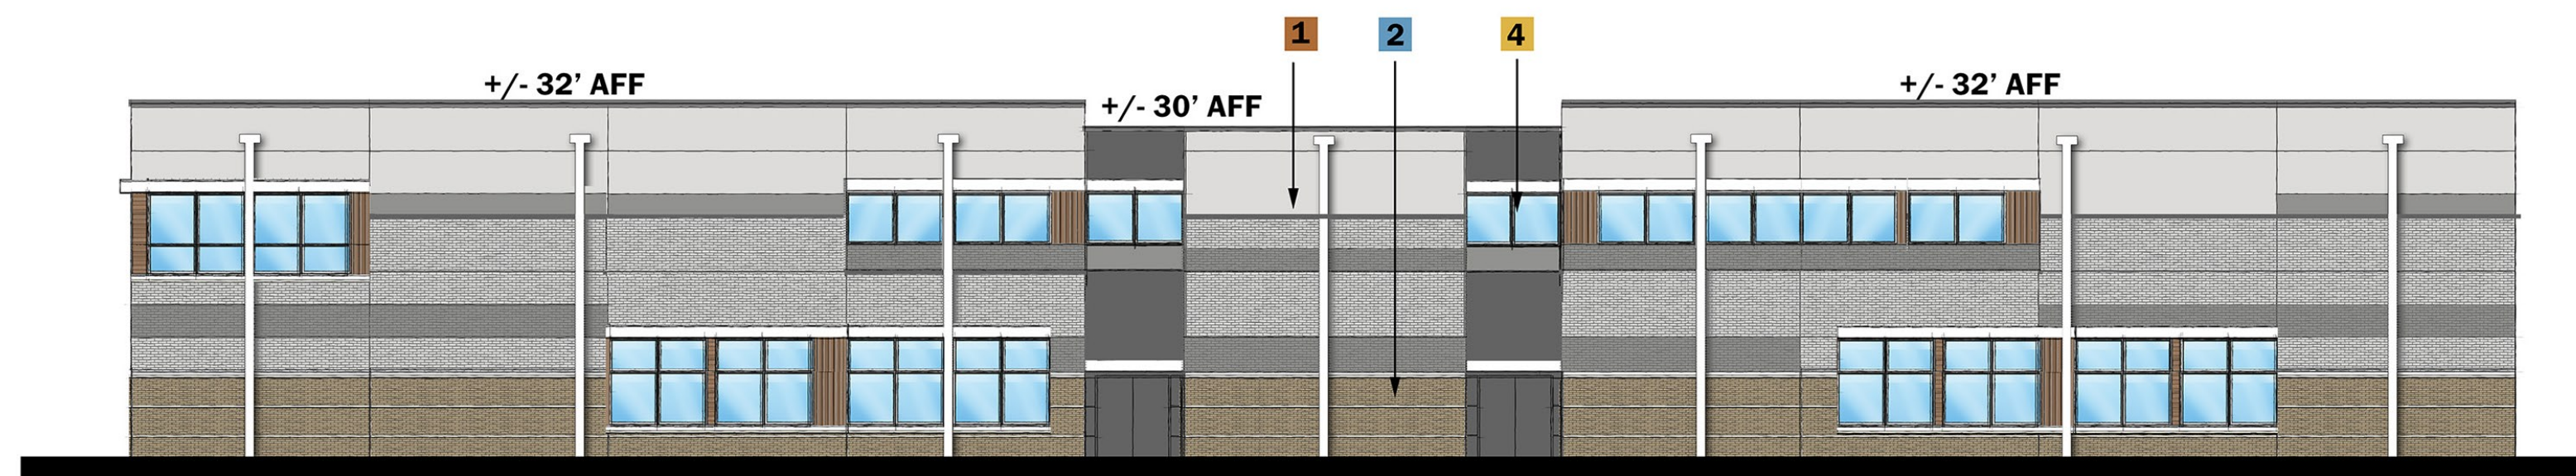 1 2 4
+/- 32’ AFF
+/- 30’ AFF
+/- 32’ AFF